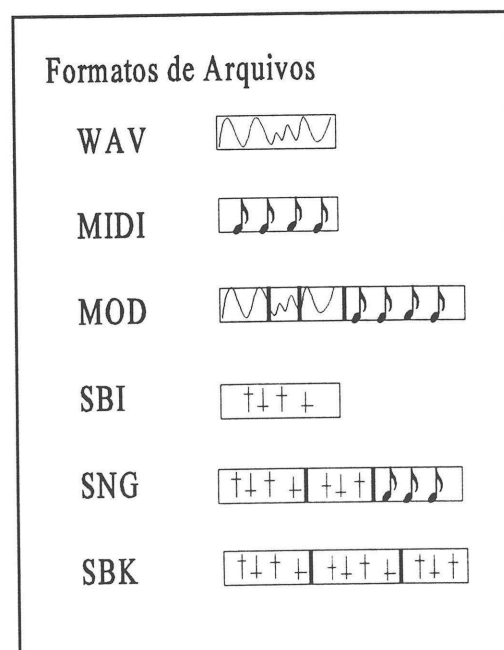 Formatos de Arquivos
WAV
MIDI
MOD
SBI
SNG
SBK